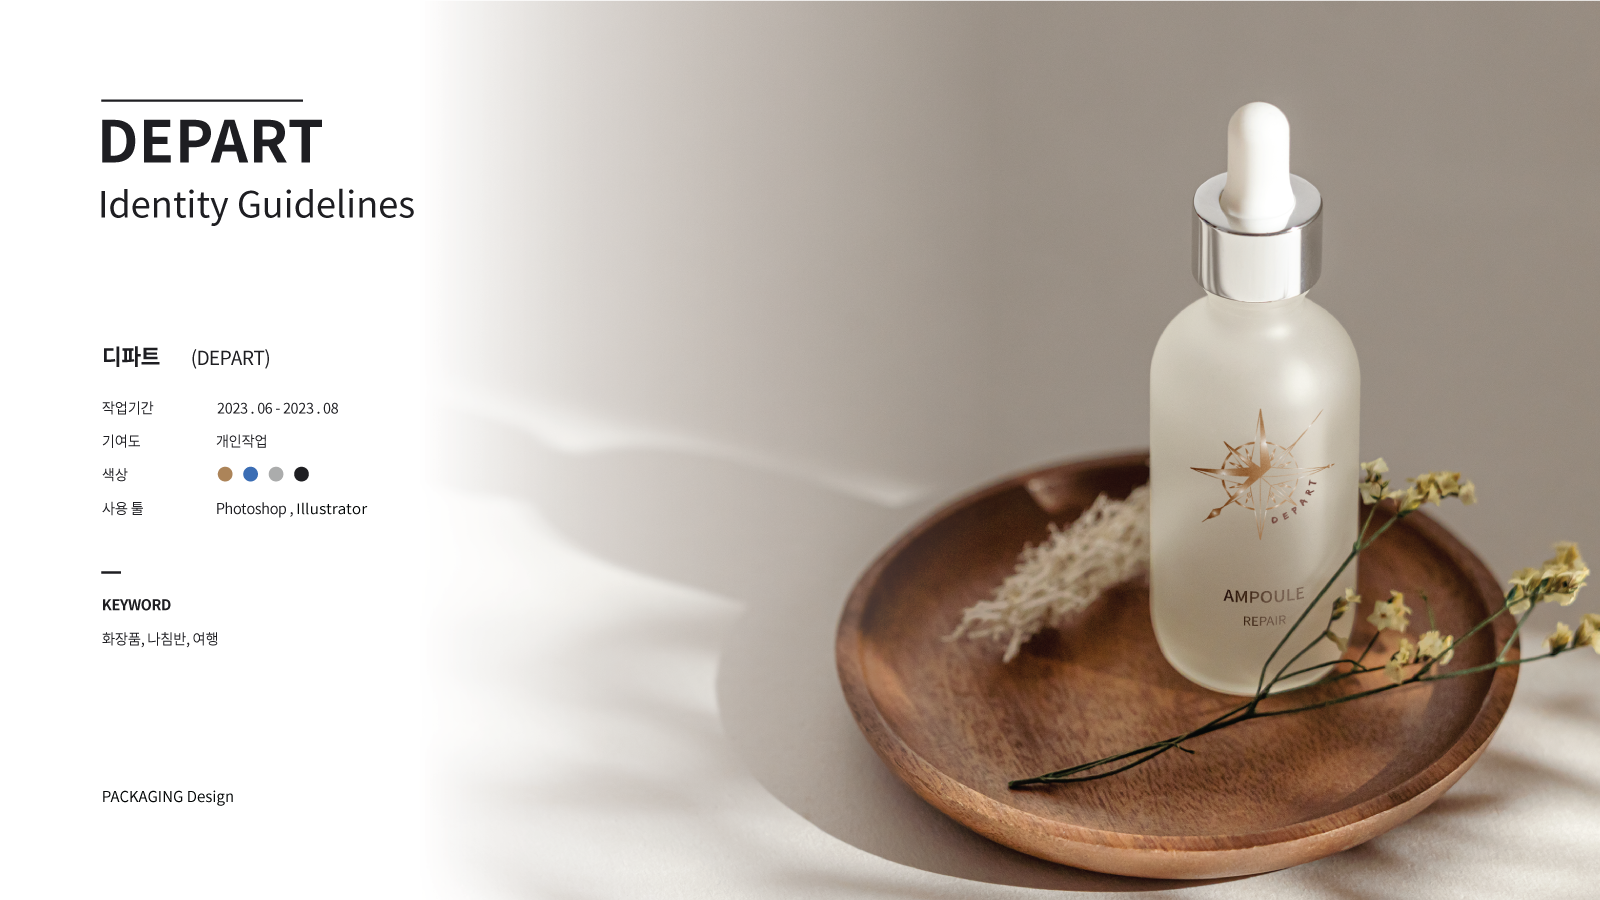 DEPART
Identity Guidelines
디파트 (DEPART)
작업기간 2023 . 06 - 2023 . 08
기여도 개인작업
색상
사용 툴 Photoshop , Illustrator
KEYWORD
화장품, 나침반, 여행
PACKAGING Design
DEPART
AMPOULE
REPAIR